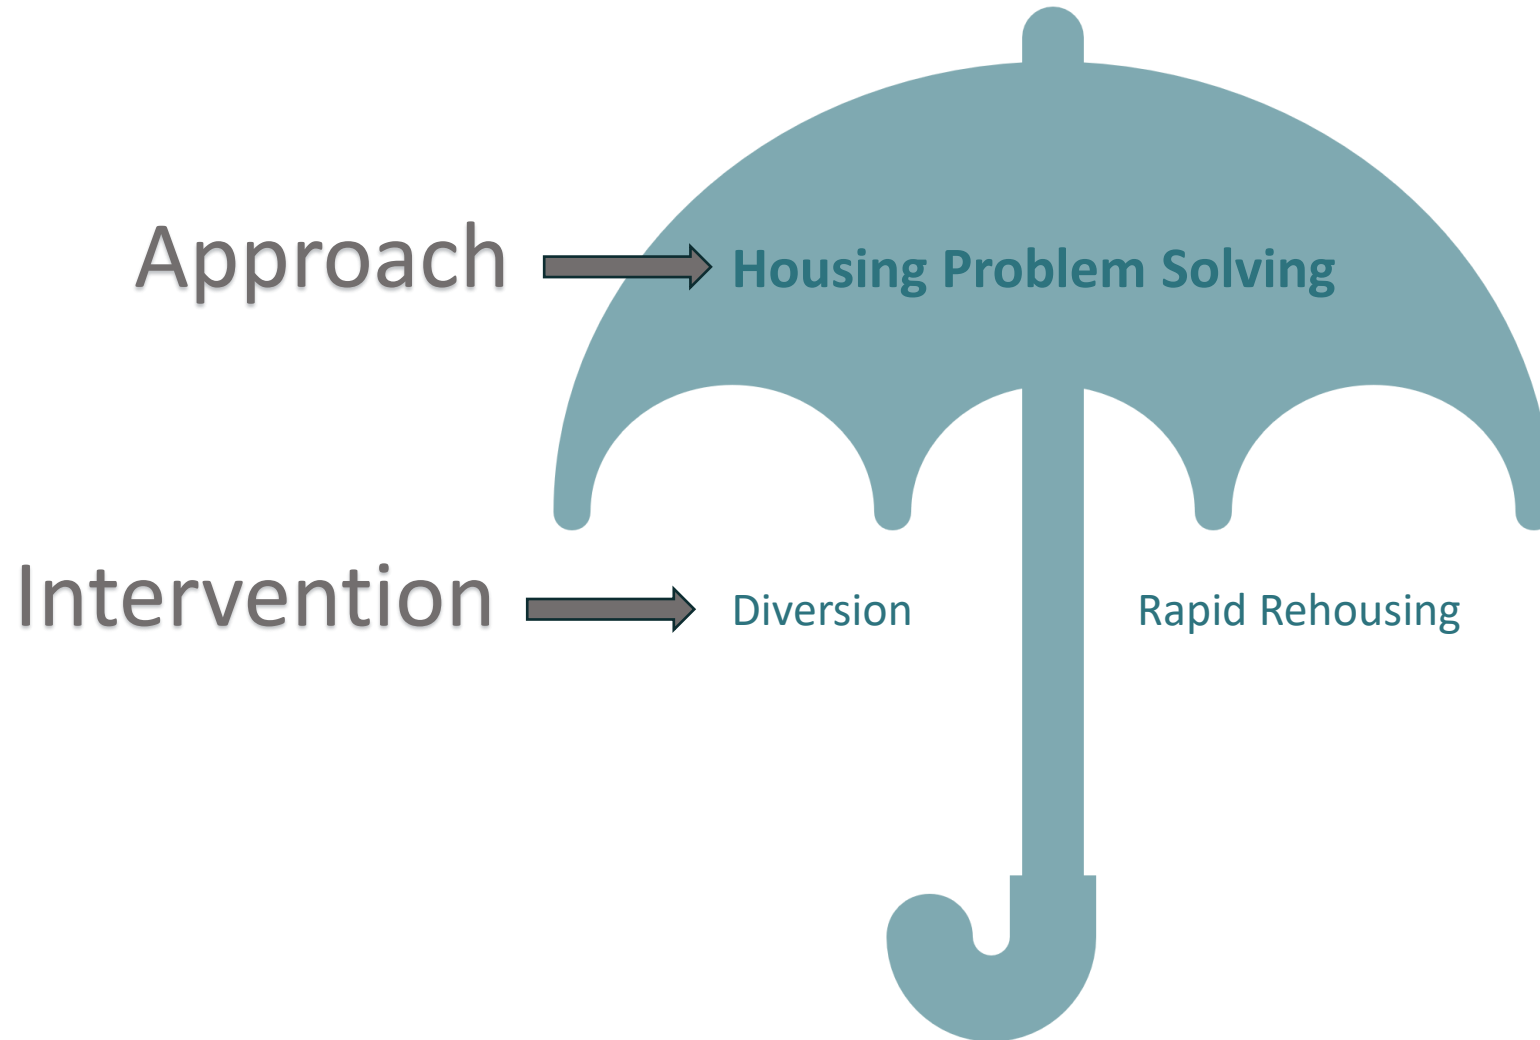 Approach
Housing Problem Solving
Intervention
Diversion
Rapid Rehousing